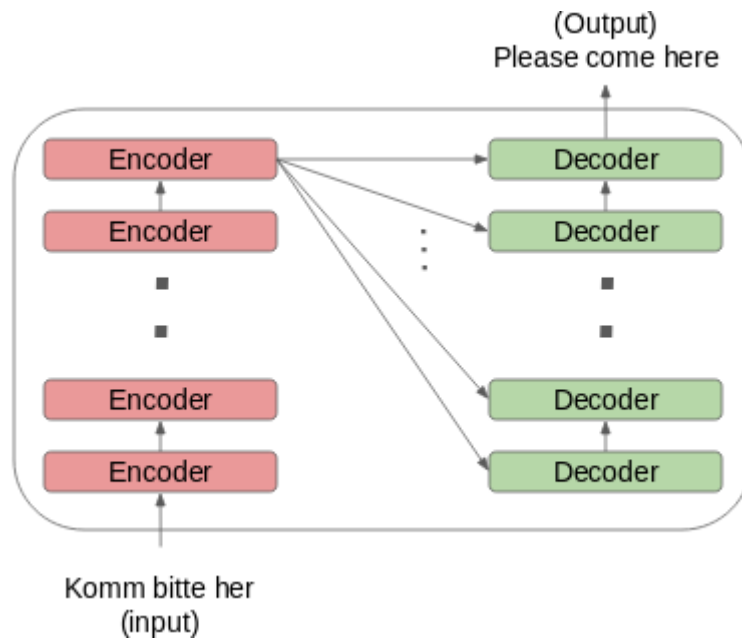 (Output)
Please come here
Encoder
Decoder
Encoder
Decoder
Encoder
Decoder
Encoder
Decoder
Komm bitte her
(input)